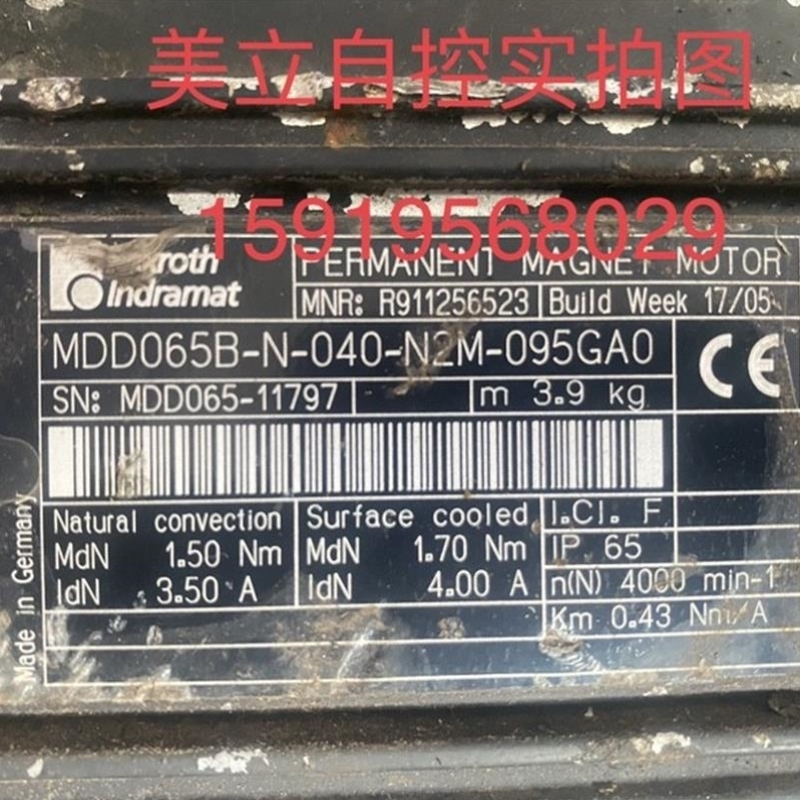 美立自控实拍图
15919568029
roth
Indramat
PERMANENT MAGNET MOTOR
MNR: R911256523 Build Week 17/05
MDD065B-N-040-N2M-095GA0
CE
SN: MDD065-11797 m 3.9 kg
Natural convection
MdN 1.50 Nm
IdN 3.50 A
Surface cooled
MdN 1.70 Nm
IdN 4.00 A
I.Cl. F
IP 65
n(N) 4000 min-1
Km 0.43 Nm/A
Made in Germany